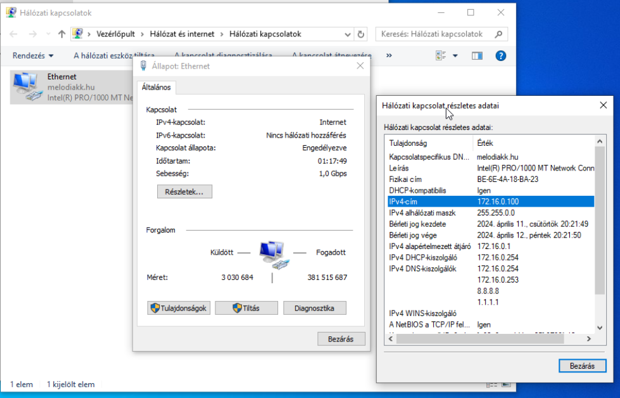 Hálózati kapcsolatok
Vezérlőpult > Hálózat és internet > Hálózati kapcsolatok
Keresés: Hálózati kapcsolatok
Rendezés
A hálózati eszköz tiltása
A kapcsolat diagnosztizálása
A kapcsolat átnevezése
»
Ethernet
melodiakk.hu
Intel(R) PRO/1000 MT Ne
Állapot: Ethernet
Általános
Kapcsolat
IPv4-kapcsolat: Internet
IPv6-kapcsolat: Nincs hálózati hozzáférés
Kapcsolat állapota: Engedélyezve
Időtartam: 01:17:49
Sebesség: 1,0 Gbps
Részletek...
Forgalom
Küldött — Fogadott
Méret: 3 030 684 | 381 515 687
Tulajdonságok
Tiltás
Diagnosztika
Bezárás
Hálózati kapcsolat részletes adatai
Hálózati kapcsolat részletes adatai:
Tulajdonság Érték
Kapcsolatspecifikus DN... melodiakk.hu
Leírás Intel(R) PRO/1000 MT Network Conn
Fizikai cím BE-6E-4A-18-BA-23
DHCP-kompatibilis Igen
IPv4-cím 172.16.0.100
IPv4 alhálózati maszk 255.255.0.0
Bérleti jog kezdete 2024. április 11., csütörtök 20:21:49
Bérleti jog vége 2024. április 12., péntek 20:21:50
IPv4 alapértelmezett átjáró 172.16.0.1
IPv4 DHCP-kiszolgáló 172.16.0.254
IPv4 DNS-kiszolgálók 172.16.0.254
172.16.0.253
8.8.8.8
1.1.1.1
IPv4 WINS-kiszolgáló
A NetBIOS a TCP/IP fel... Igen
Bezárás
1 elem
1 kijelölt elem